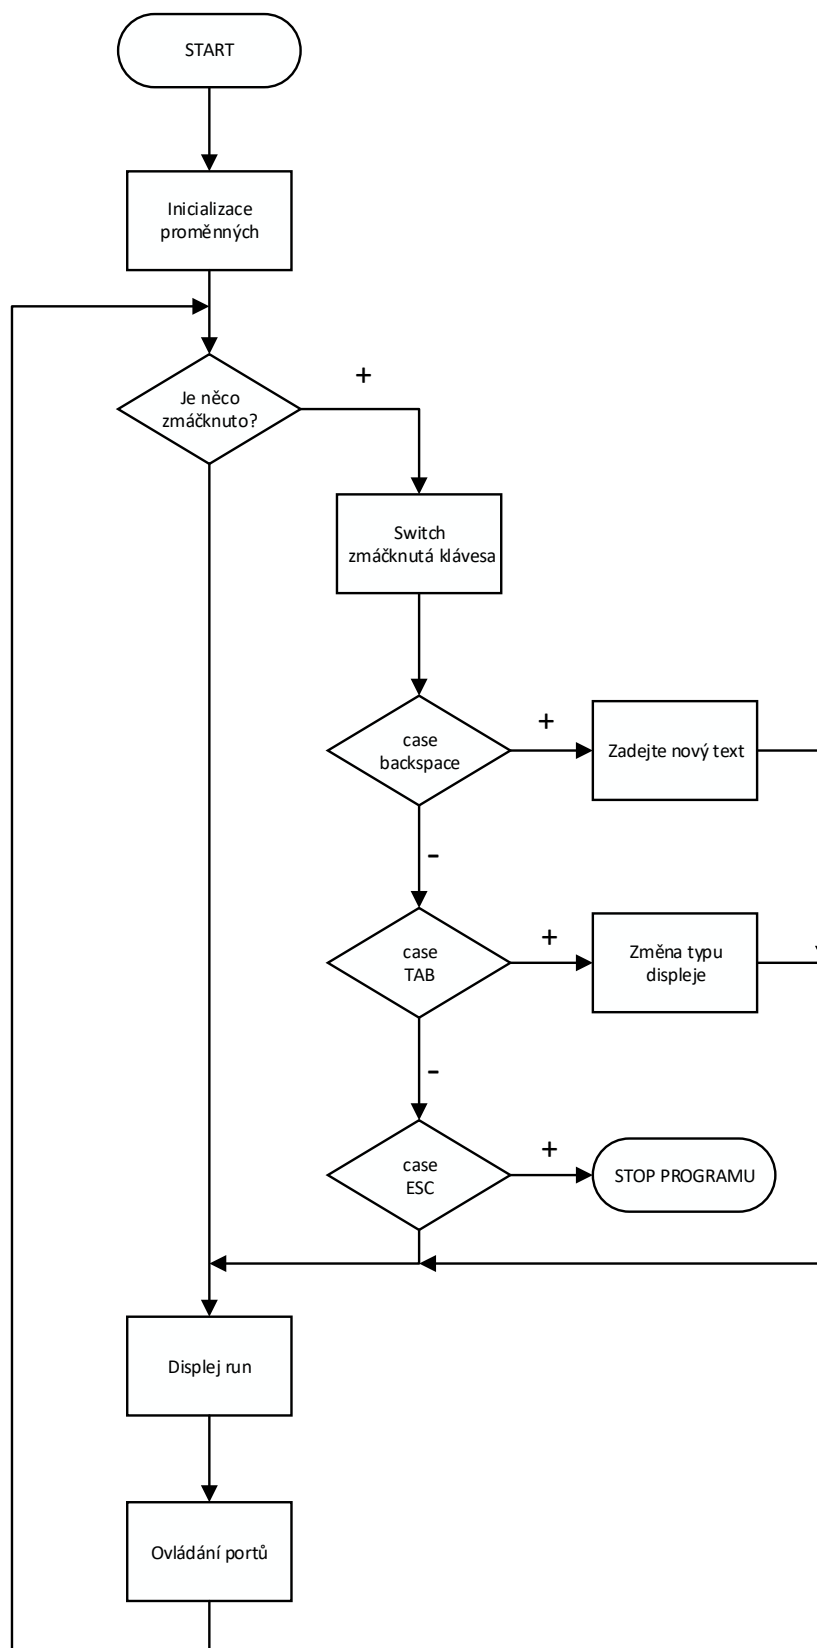 START
Inicializace
proměnných
Je něco
zmáčknuto?
+
Switch
zmáčknutá klávesa
case
backspace
+
Zadejte nový text
-
case
TAB
+
Změna typu
displeje
-
case
ESC
+
STOP PROGRAMU
Displej run
Ovládání portů